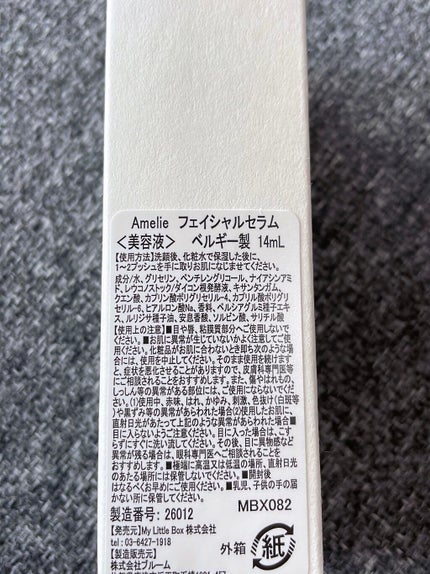 Amelie フェイシャルセラム
＜美容液＞ ベルギー製 14mL
【使用方法】洗顔後、化粧水で保湿した後に、
1～2プッシュを手に取りお肌になじませてください。
成分/水、グリセリン、ペンチレングリコール、ナイアシンアミ
ド、レウコノストック/ダイコン根発酵液、キサンタンガム、
クエン酸、カプリン酸ポリグリセリル-4、カプリル酸ポリグリ
セリル-6、ヒアルロン酸Na、香料、ペルシアグルミ種子エキ
ス、ルリジサ種子油、安息香酸、ソルビン酸、サリチル酸
【使用上の注意】■目や唇、粘膜質部分へご使用しないで
ください。■お肌に異常が生じていないかよく注意してご使
用ください。化粧品がお肌に合わないとき即ち次のような場合
には、使用を中止してください。そのまま使用を続けます
と、症状を悪化させることがありますので、皮膚科専門医等
にご相談されることをおすすめします。また、傷やはれもの、
しっしん等の異常がある部位には、ご使用にならないでくださ
い。(1)使用中、赤味、はれ、かゆみ、刺激、色抜け(白斑等
)や黒ずみ等の異常があらわれた場合(2)使用したお肌に、
直射日光があたって上記のような異常があらわれた場合■
目に入らないようご注意ください。目に入った場合は、こす
らずにすぐに洗い流してください。その後、目に異物感など
異常が残る場合は、眼科専門医へご相談されることを
おすすめします。■極端に高温又は低温の場所、直射日光
のあたる場所には保管しないでください。■開封後
はなるべくお早めにご使用ください。■乳児、子供の手の届
かない所に保管してください。
製造番号: 26012 MBX082
【発売元】My Little Box 株式会社
tel : 03-6427-1918
【製造販売元】
株式会社ブルーム
外箱 紙